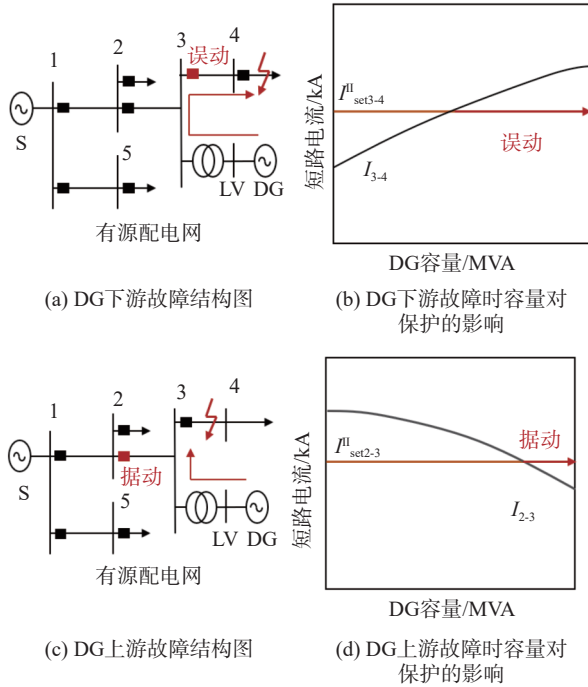 1
2
3
误动
4
S
5
LV DG
有源配电网
(a) DG下游故障结构图
短路电流/kA
I^II_set3-4
误动
I_3-4
DG容量/MVA
(b) DG下游故障时容量对
保护的影响
1
2
3
4
S
据动
5
LV DG
有源配电网
(c) DG上游故障结构图
短路电流/kA
I^II_set2-3
据动
I_2-3
DG容量/MVA
(d) DG上游故障时容量对
保护的影响